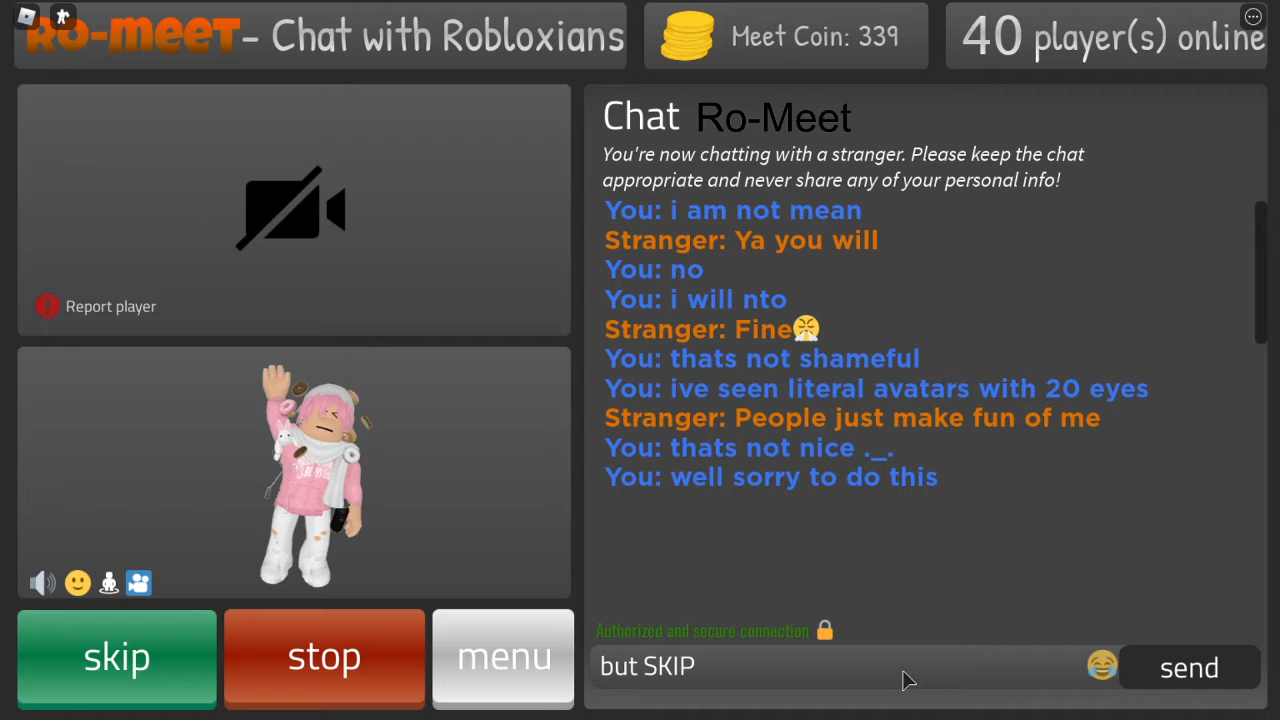 Ro-meet - Chat with Robloxians
Meet Coin: 339
40 player(s) online
Report player
skip
stop
menu
Chat Ro-Meet
You're now chatting with a stranger. Please keep the chat
appropriate and never share any of your personal info!
You: i am not mean
Stranger: Ya you will
You: no
You: i will nto
Stranger: Fine😤
You: thats not shameful
You: ive seen literal avatars with 20 eyes
Stranger: People just make fun of me
You: thats not nice ._.
You: well sorry to do this
Authorized and secure connection 🔒
but SKIP
send